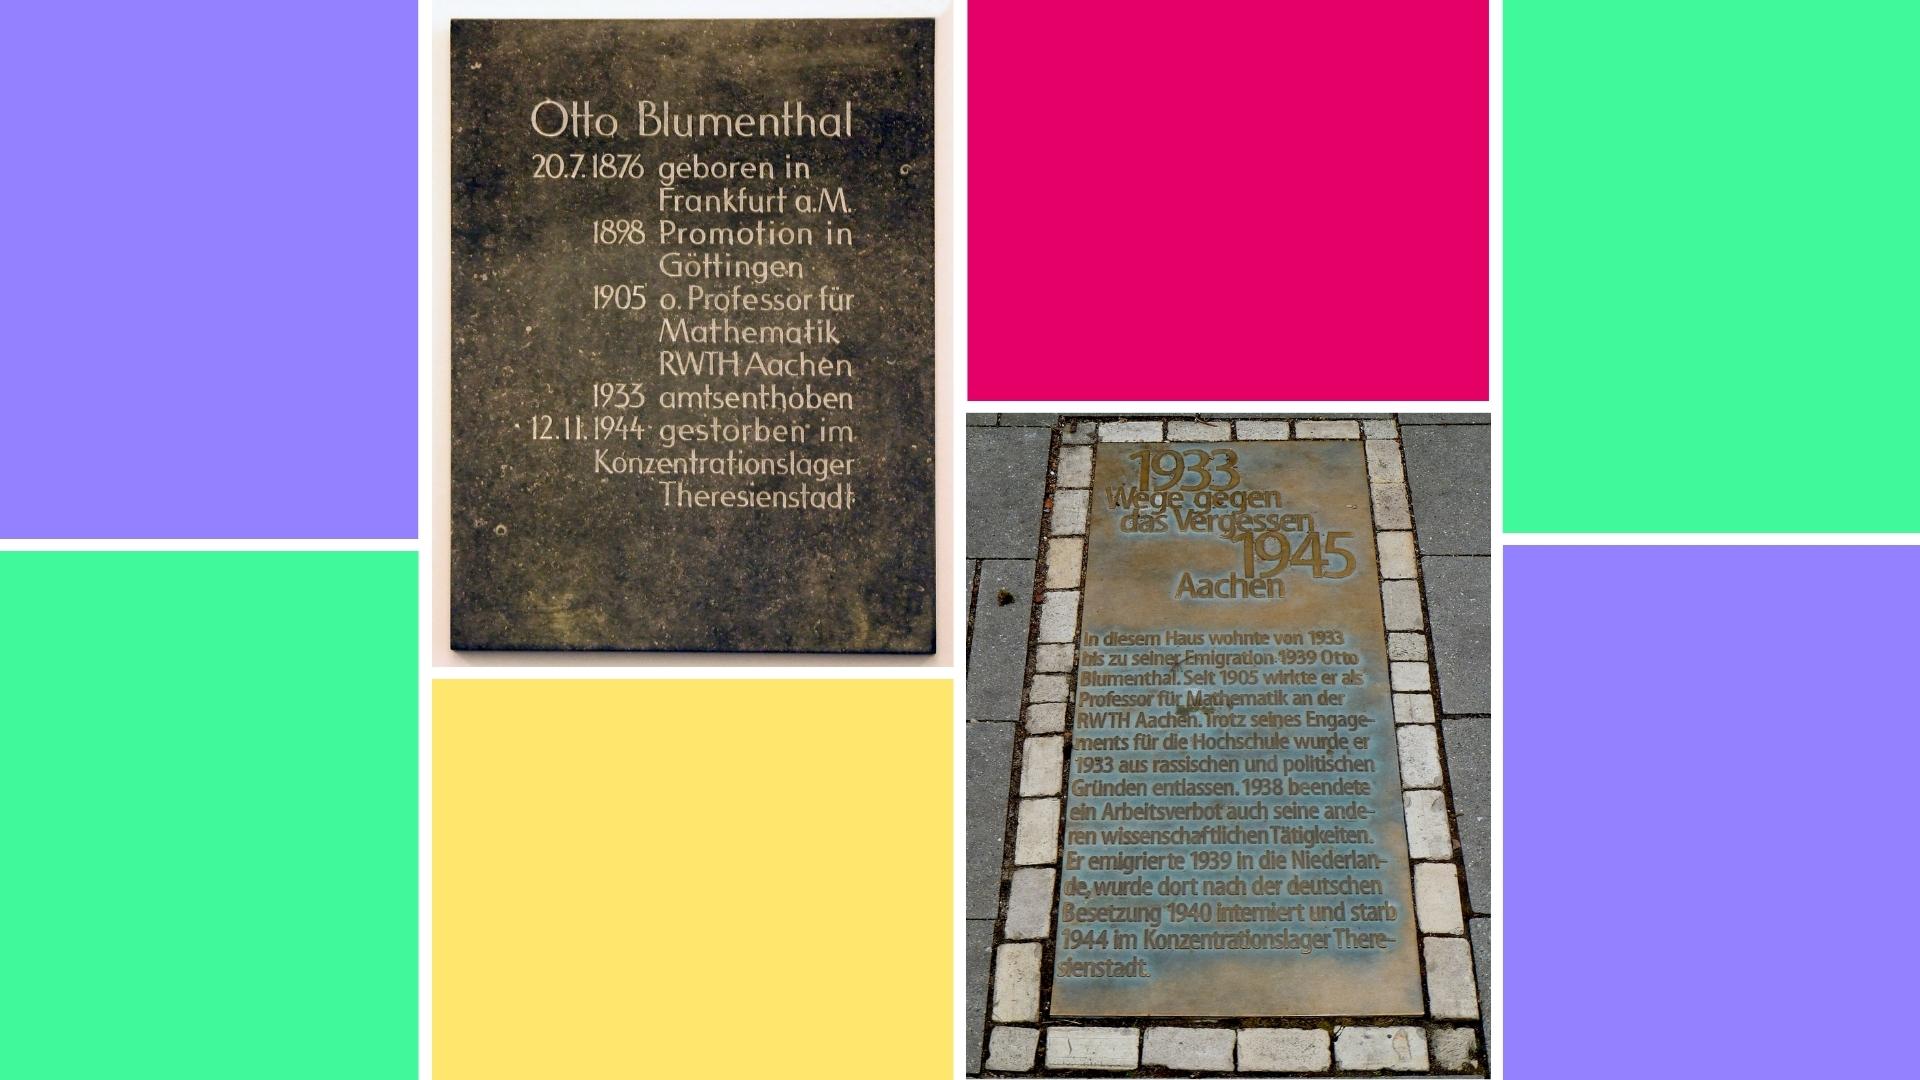 Otto Blumenthal
20.7.1876 geboren in
Frankfurt a.M.
1898 Promotion in
Göttingen
1905 o. Professor für
Mathematik
RWTH Aachen
1933 amtsenthoben
12.11.1944 gestorben im
Konzentrationslager
Theresienstadt
1933
Wege gegen
das Vergessen
1945
Aachen
In diesem Haus wohnte von 1933
bis zu seiner Emigration 1939 Otto
Blumenthal. Seit 1905 wirkte er als
Professor für Mathematik an der
RWTH Aachen. Trotz seines Engage-
ments für die Hochschule wurde er
1933 aus rassischen und politischen
Gründen entlassen. 1938 beendete
ein Arbeitsverbot auch seine ande-
ren wissenschaftlichen Tätigkeiten.
Er emigrierte 1939 in die Niederlan-
de, wurde dort nach der deutschen
Besetzung 1940 interniert und starb
1944 im Konzentrationslager There-
sienstadt.